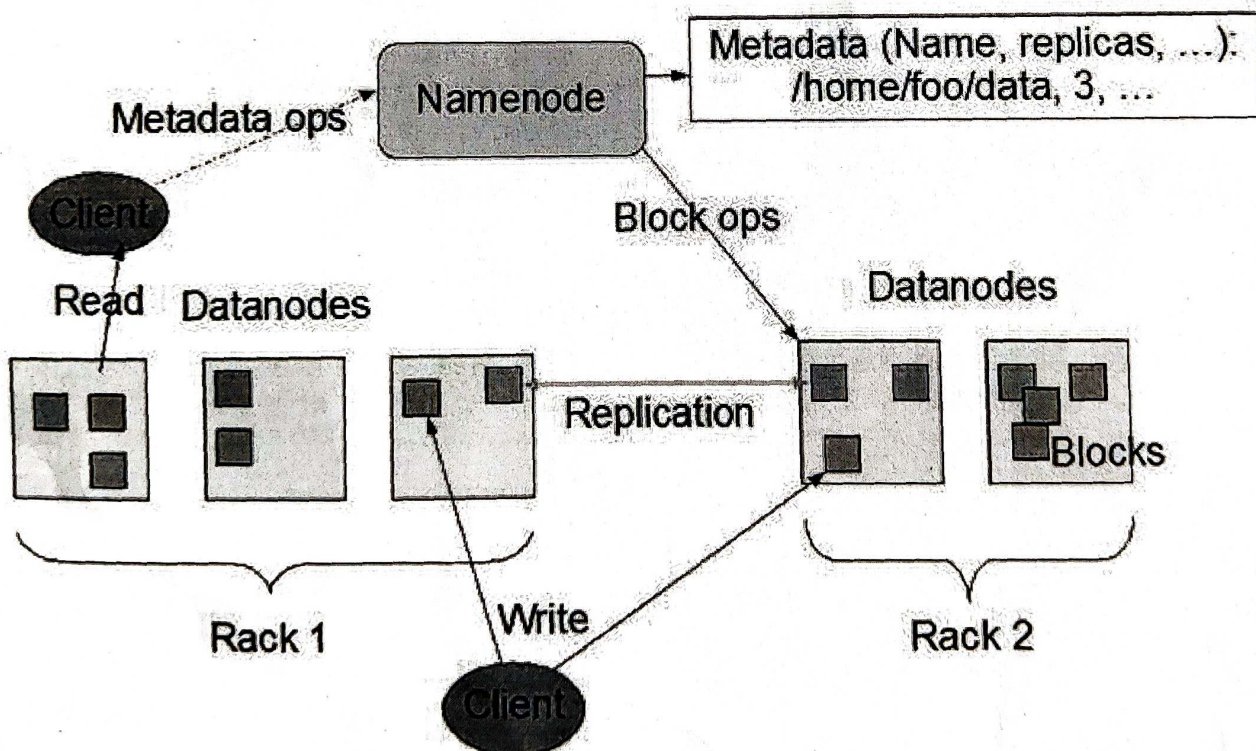 Metadata (Name, replicas, ...):
/home/foo/data, 3, ...
Namenode
Metadata ops
Client
Block ops
Read
Datanodes
Datanodes
Replication
Blocks
Rack 1
Write
Rack 2
Client